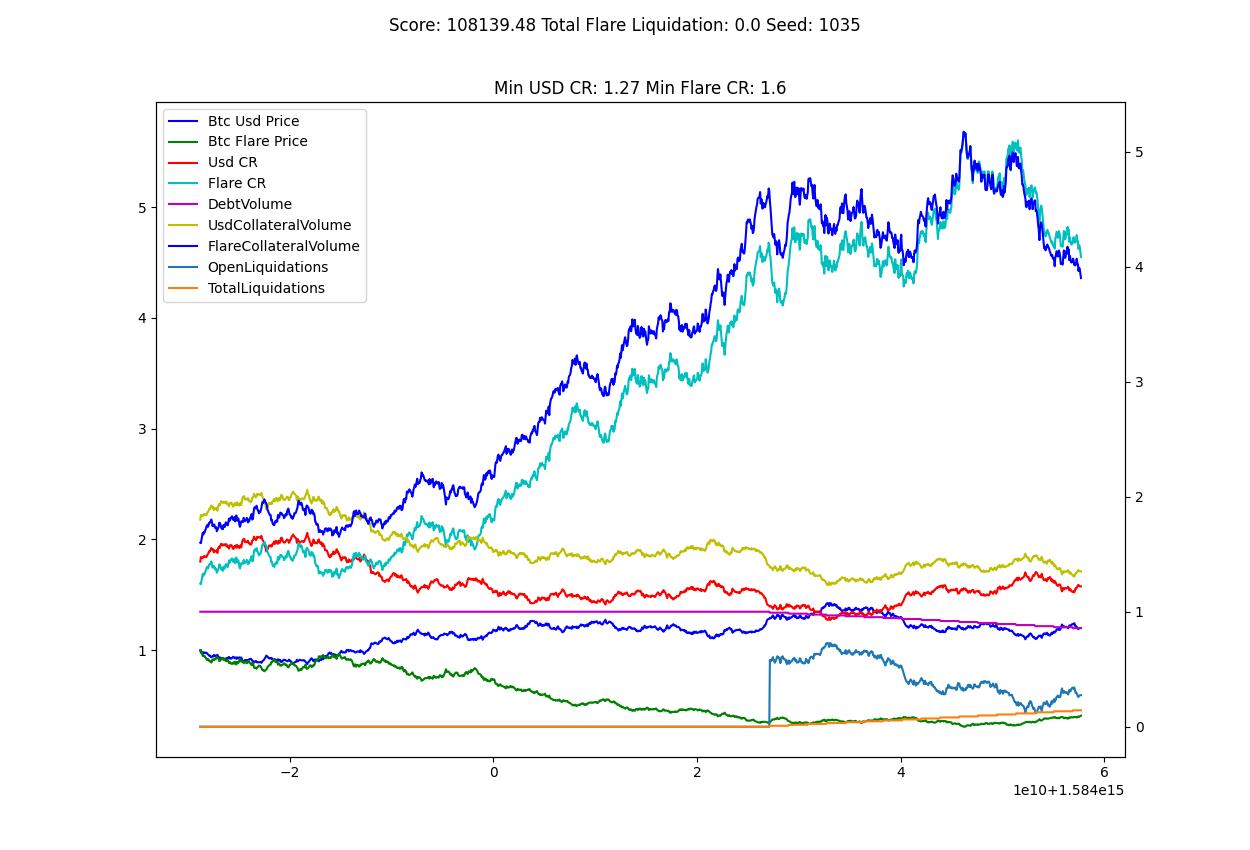 Score: 108139.48 Total Flare Liquidation: 0.0 Seed: 1035
Min USD CR: 1.27 Min Flare CR: 1.6
Btc Usd Price
Btc Flare Price
Usd CR
Flare CR
DebtVolume
UsdCollateralVolume
FlareCollateralVolume
OpenLiquidations
TotalLiquidations
5
4
3
2
1
5
4
3
2
1
0
−2
0
2
4
6
1e10+1.584e15